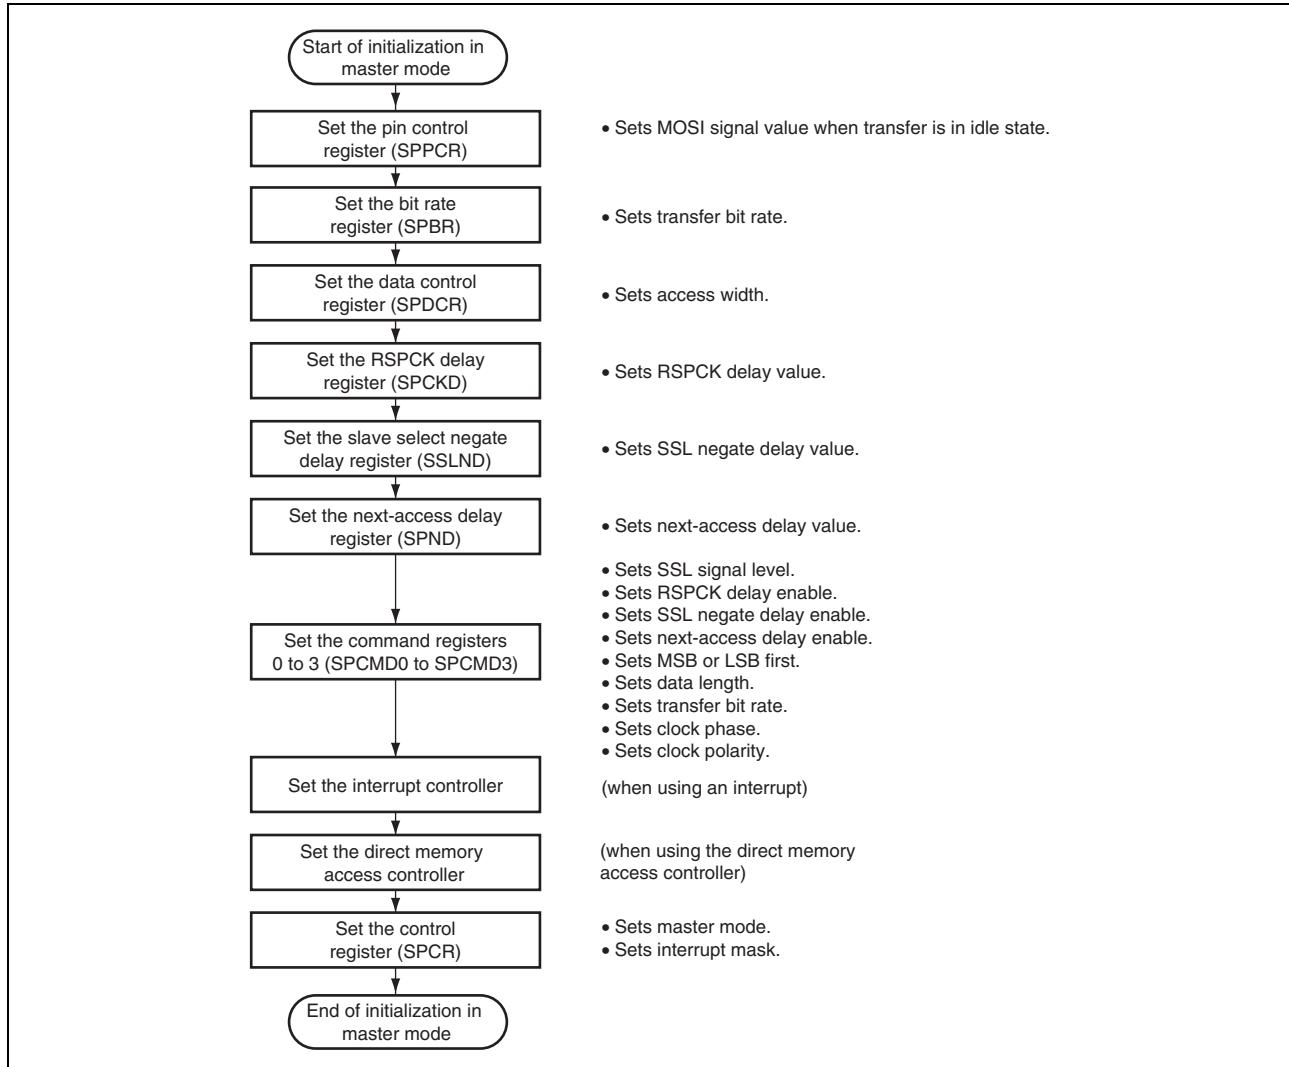 Start of initialization in
master mode
Set the pin control
register (SPPCR)
• Sets MOSI signal value when transfer is in idle state.
Set the bit rate
register (SPBR)
• Sets transfer bit rate.
Set the data control
register (SPDCR)
• Sets access width.
Set the RSPCK delay
register (SPCKD)
• Sets RSPCK delay value.
Set the slave select negate
delay register (SSLND)
• Sets SSL negate delay value.
Set the next-access delay
register (SPND)
• Sets next-access delay value.
Set the command registers
0 to 3 (SPCMD0 to SPCMD3)
• Sets SSL signal level.
• Sets RSPCK delay enable.
• Sets SSL negate delay enable.
• Sets next-access delay enable.
• Sets MSB or LSB first.
• Sets data length.
• Sets transfer bit rate.
• Sets clock phase.
• Sets clock polarity.
Set the interrupt controller
(when using an interrupt)
Set the direct memory
access controller
(when using the direct memory
access controller)
Set the control
register (SPCR)
• Sets master mode.
• Sets interrupt mask.
End of initialization in
master mode